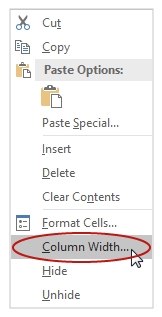 Cut
Copy
Paste Options:
Paste Special...
Insert
Delete
Clear Contents
Format Cells...
Column Width...
Hide
Unhide